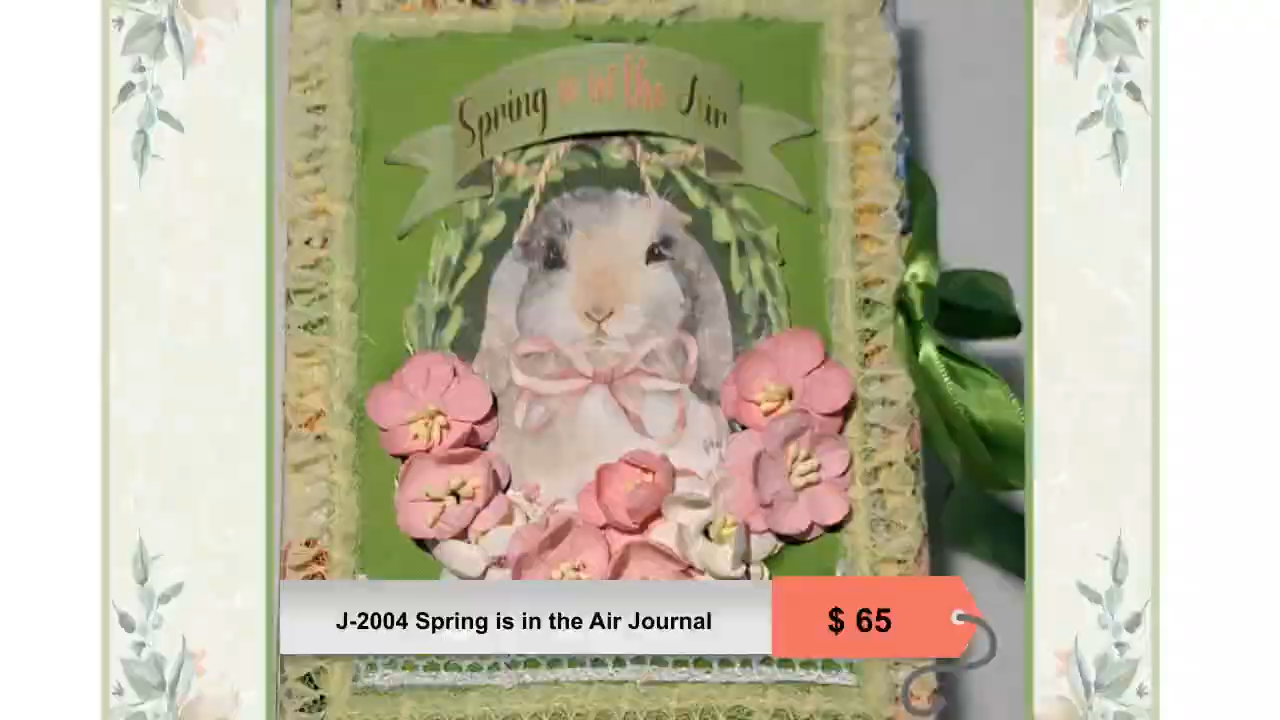 Spring is in the Air
J-2004 Spring is in the Air Journal
$ 65